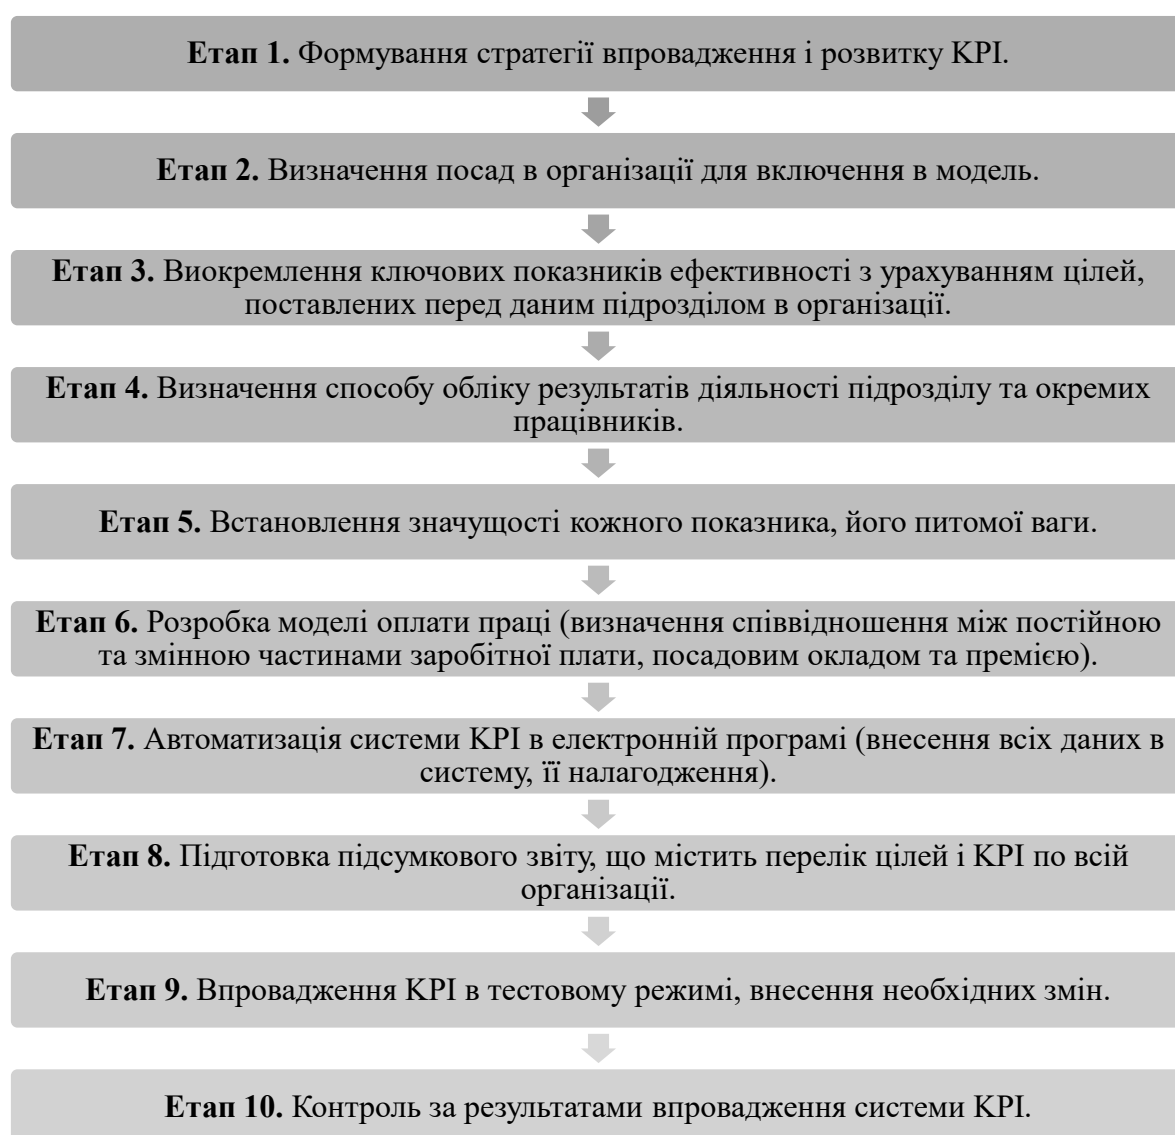 Етап 1. Формування стратегії впровадження і розвитку KPI.
Етап 2. Визначення посад в організації для включення в модель.
Етап 3. Виокремлення ключових показників ефективності з урахуванням цілей,
поставлених перед даним підрозділом в організації.
Етап 4. Визначення способу обліку результатів діяльності підрозділу та окремих
працівників.
Етап 5. Встановлення значущості кожного показника, його питомої ваги.
Етап 6. Розробка моделі оплати праці (визначення співвідношення між постійною
та змінною частинами заробітної плати, посадовим окладом та премією).
Етап 7. Автоматизація системи KPI в електронній програмі (внесення всіх даних в
систему, її налагодження).
Етап 8. Підготовка підсумкового звіту, що містить перелік цілей і KPI по всій
організації.
Етап 9. Впровадження KPI в тестовому режимі, внесення необхідних змін.
Етап 10. Контроль за результатами впровадження системи KPI.